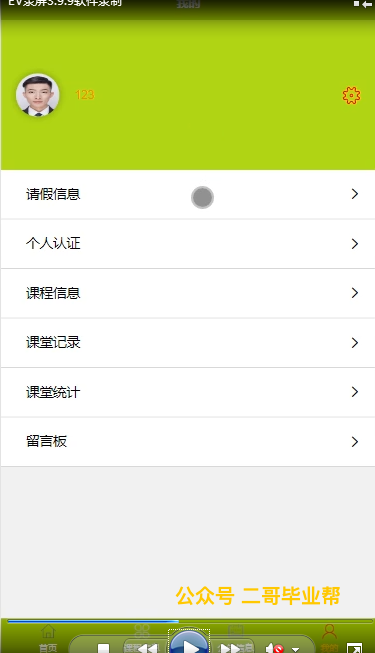 EV录屏3.9.9软件录制
我的
123
请假信息
个人认证
课程信息
课堂记录
课堂统计
留言板
公众号 二哥毕业帮
首页